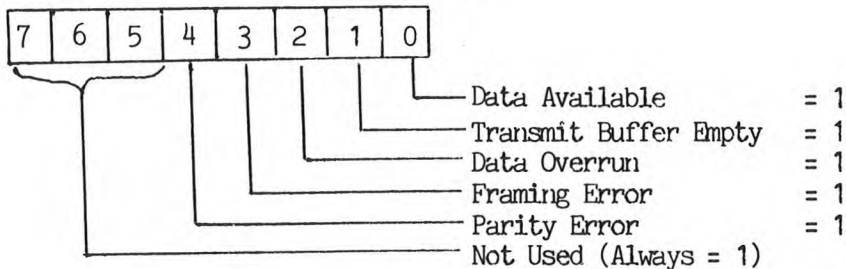 7 6 5 4 3 2 1 0
Data Available = 1
Transmit Buffer Empty = 1
Data Overrun = 1
Framing Error = 1
Parity Error = 1
Not Used (Always = 1)